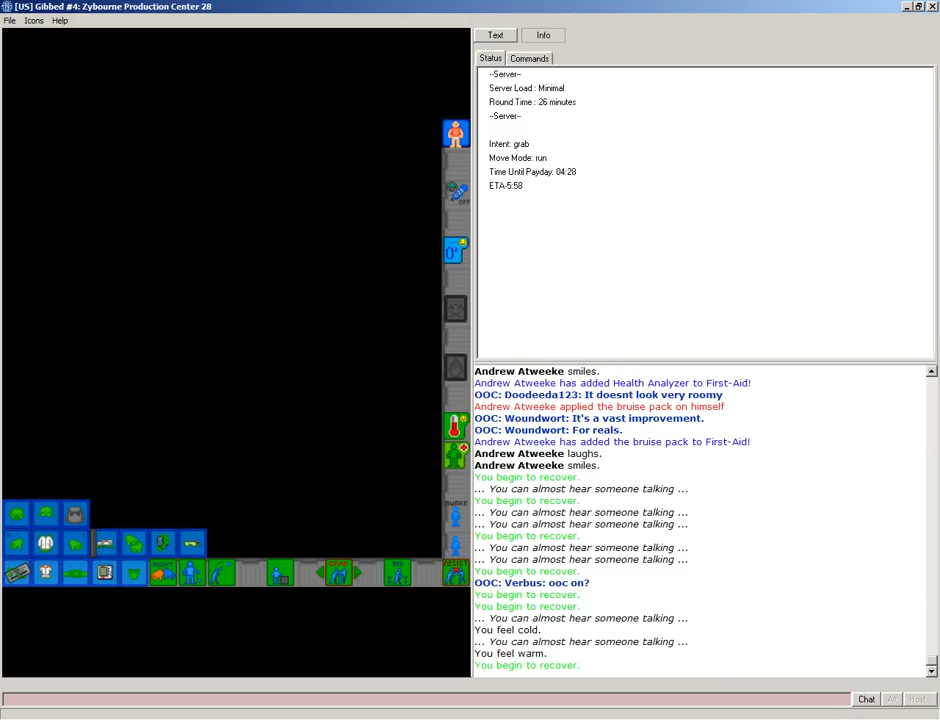 [US] Gibbed #4: Zybourne Production Center 28
File Icons Help
Text Info
Status Commands
--Server--
Server Load : Minimal
Round Time : 26 minutes
--Server--
Intent: grab
Move Mode: run
Time Until Payday: 04:28
ETA-5:58
OFF
AWAKE
RIGHT
GRAB
RUN
ASSIST
Andrew Atweeke smiles.
Andrew Atweeke has added Health Analyzer to First-Aid!
OOC: Doodeeda123: It doesnt look very roomy
Andrew Atweeke applied the bruise pack on himself
OOC: Woundwort: It's a vast improvement.
OOC: Woundwort: For reals.
Andrew Atweeke has added the bruise pack to First-Aid!
Andrew Atweeke laughs.
Andrew Atweeke smiles.
You begin to recover.
... You can almost hear someone talking ...
You begin to recover.
... You can almost hear someone talking ...
... You can almost hear someone talking ...
You begin to recover.
... You can almost hear someone talking ...
... You can almost hear someone talking ...
You begin to recover.
OOC: Verbus: ooc on?
You begin to recover.
You begin to recover.
... You can almost hear someone talking ...
You feel cold.
... You can almost hear someone talking ...
You feel warm.
You begin to recover.
Chat Alt Host...